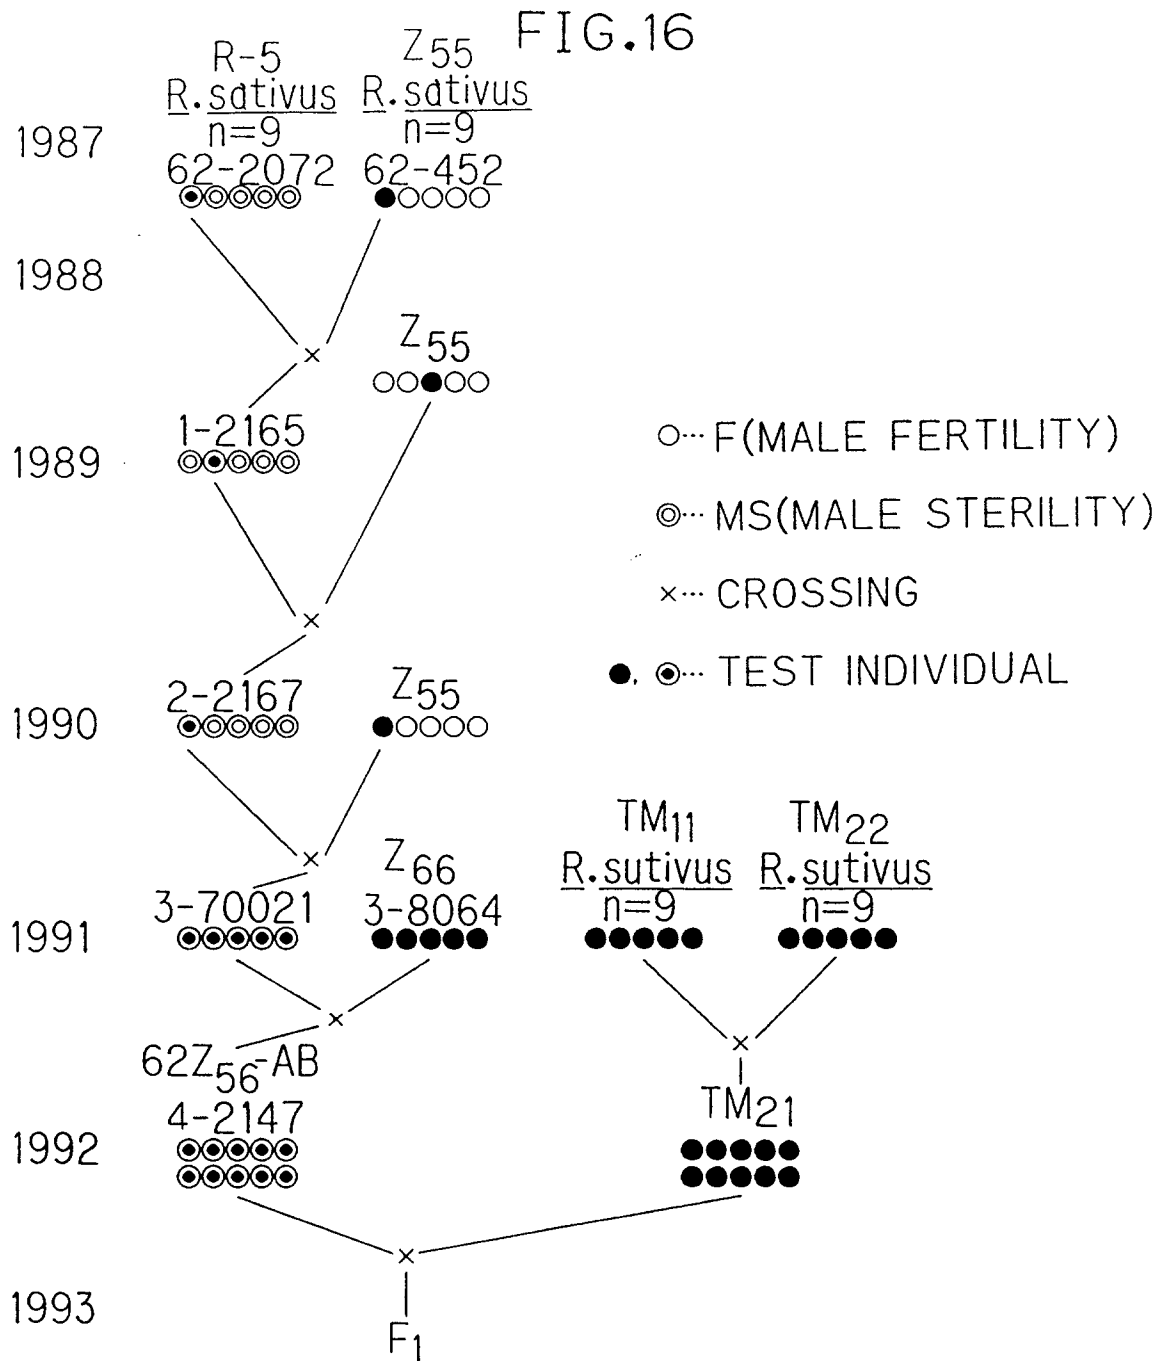 FIG.16
R-5
R.sativus
n=9
62-2072
Z55
R.sativus
n=9
62-452
1987
1988
Z55
1-2165
1989
○… F(MALE FERTILITY)
◎… MS(MALE STERILITY)
×… CROSSING
●, ◉… TEST INDIVIDUAL
2-2167
Z55
1990
3-70021
Z66
3-8064
TM11
R.sutivus
n=9
TM22
R.sutivus
n=9
1991
62Z56-AB
4-2147
TM21
1992
1993
F1